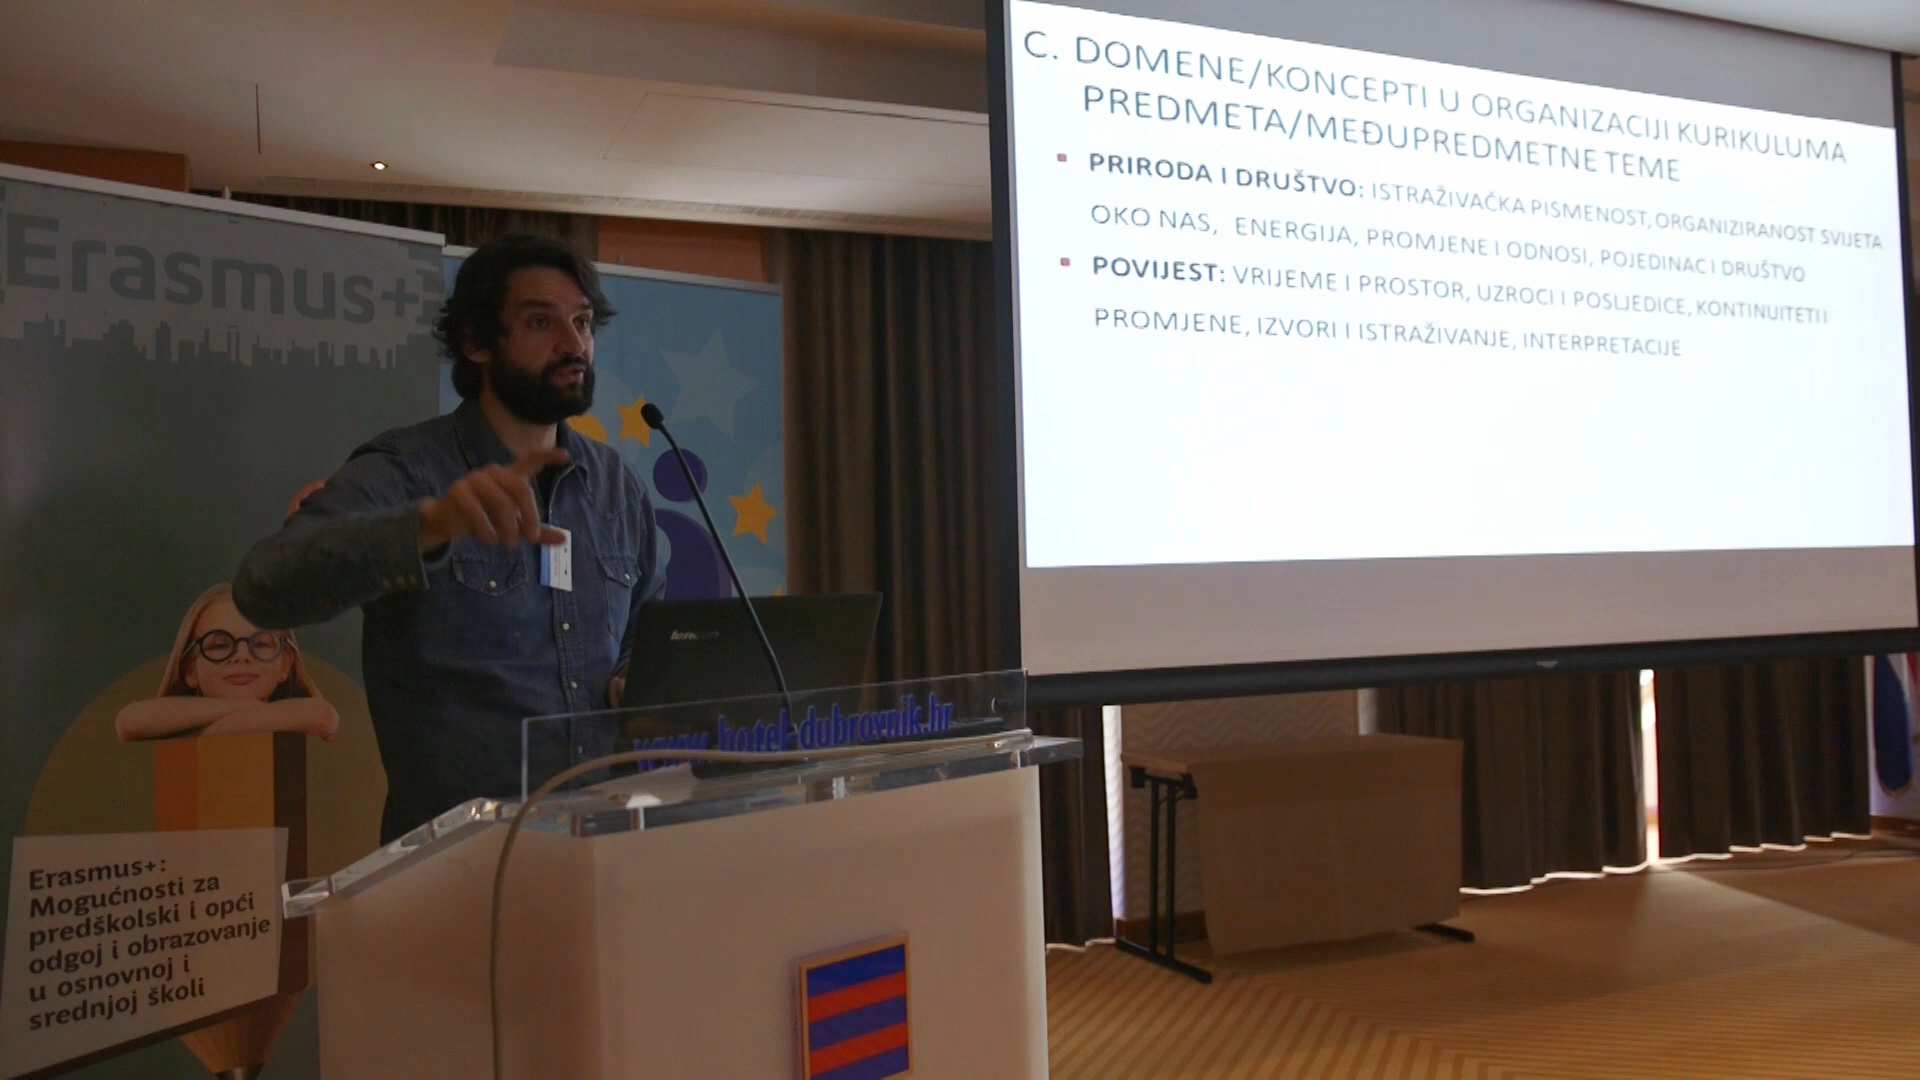 C. DOMENE/KONCEPTI U ORGANIZACIJI KURIKULUMA
PREDMETA/MEĐUPREDMETNE TEME
PRIRODA I DRUŠTVO: ISTRAŽIVAČKA PISMENOST, ORGANIZIRANOST SVIJETA
OKO NAS, ENERGIJA, PROMJENE I ODNOSI, POJEDINAC I DRUŠTVO
POVIJEST: VRIJEME I PROSTOR, UZROCI I POSLJEDICE, KONTINUITETI I
PROMJENE, IZVORI I ISTRAŽIVANJE, INTERPRETACIJE
Erasmus+
lenovo
www.hotel-dubrovnik.hr
Erasmus+:
Mogućnosti za
predškolski i opći
odgoj i obrazovanje
u osnovnoj i
srednjoj školi